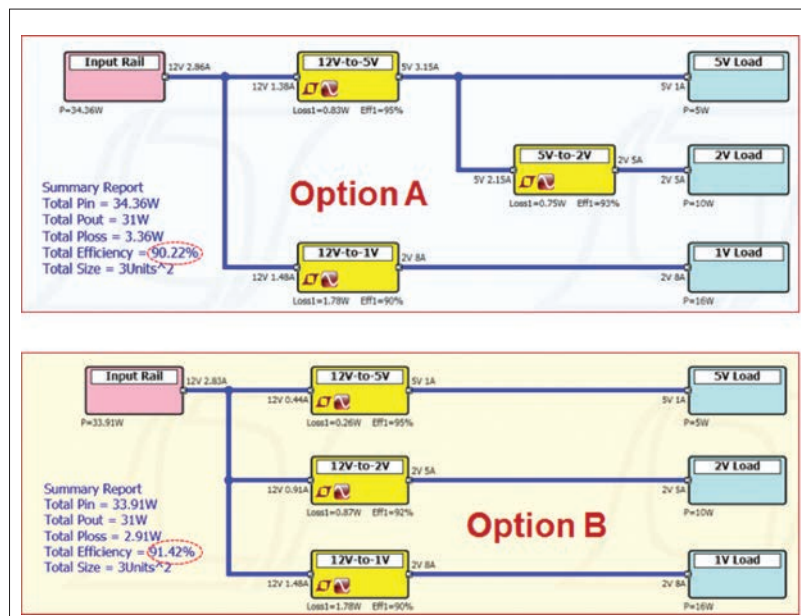 Input Rail
12V 2.86A
P=34.36W
12V-to-5V
5V 3.15A
12V 1.38A
Loss1=0.83W Eff1=95%
5V Load
5V 1A
P=5W
5V-to-2V
2V 5A
5V 2.15A
Loss1=0.75W Eff1=93%
2V Load
2V 5A
P=10W
Option A
Summary Report
Total Pin = 34.36W
Total Pout = 31W
Total Ploss = 3.36W
Total Efficiency = 90.22%
Total Size = 3Units^2
12V-to-1V
2V 8A
12V 1.48A
Loss1=1.78W Eff1=90%
1V Load
2V 8A
P=16W
Input Rail
12V 2.83A
P=33.91W
12V-to-5V
5V 1A
12V 0.44A
Loss1=0.26W Eff1=95%
5V Load
5V 1A
P=5W
12V-to-2V
2V 5A
12V 0.91A
Loss1=0.87W Eff1=92%
2V Load
2V 5A
P=10W
Option B
Summary Report
Total Pin = 33.91W
Total Pout = 31W
Total Ploss = 2.91W
Total Efficiency = 91.42%
Total Size = 3Units^2
12V-to-1V
2V 8A
12V 1.48A
Loss1=1.78W Eff1=90%
1V Load
2V 8A
P=16W